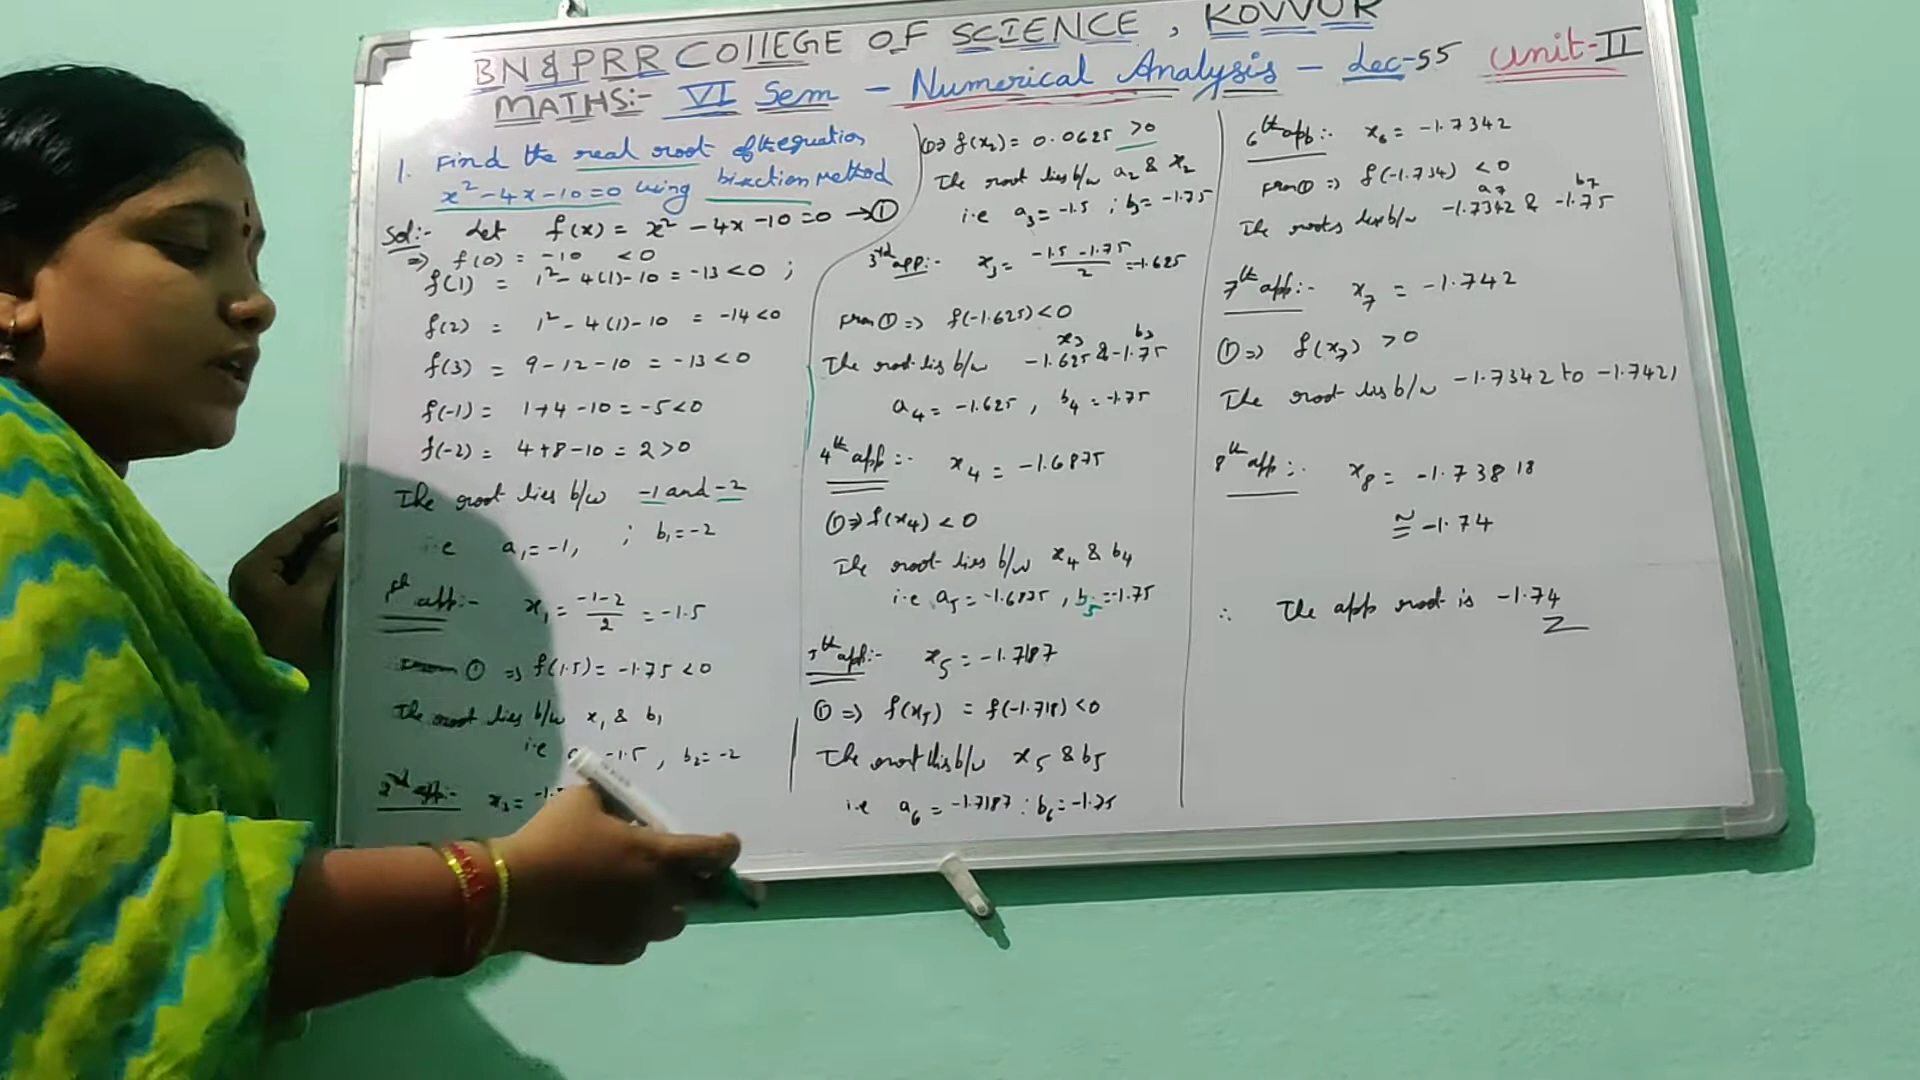 BN & PRR COllEGE OF SCIENCE, KOVVUR
MATHS:- VI Sem - Numerical Analysis - Lec-55 Unit-II
1. Find the real root of the equation
x² - 4x - 10 = 0 using bisection method
Sol:- Let f(x) = x² - 4x - 10 = 0 → ①
⇒ f(0) = -10 < 0
f(1) = 1² - 4(1) - 10 = -13 < 0 ;
f(2) = 1² - 4(1) - 10 = -14 < 0
f(3) = 9 - 12 - 10 = -13 < 0
f(-1) = 1+4-10 = -5 < 0
f(-2) = 4+8-10 = 2 > 0
The root lies b/w -1 and -2
i.e a₁ = -1, ; b₁ = -2
1st app:- x₁ = (-1-2)/2 = -1.5
① ⇒ f(1.5) = -1.75 < 0
The root lies b/w x₁ & b₁
i.e -1.5, b₂ = -2
2nd app:-
① ⇒ f(x₂) = 0.0625 > 0
The root lies b/w a₂ & x₂
i.e a₃ = -1.5 ; b₃ = -1.75
3rd app:- x₃ = (-1.5 - 1.75)/2 = -1.625
From ① ⇒ f(-1.625) < 0
x₃ b₃
The root lis b/w -1.625 & -1.75
a₄ = -1.625, b₄ = -1.75
4th app:- x₄ = -1.6875
① ⇒ f(x₄) < 0
The root lies b/w x₄ & b₄
i.e a₅ = -1.6875, b₅ = -1.75
5th app:- x₅ = -1.7187
① ⇒ f(x₅) = f(-1.718) < 0
The root lis b/w x₅ & b₅
i.e a₆ = -1.7187 : b₆ = -1.75
6th app:- x₆ = -1.7342
From ① ⇒ f(-1.734) < 0
a₇ b₇
The roots lies b/w -1.7342 & -1.75
7th app:- x₇ = -1.742
① ⇒ f(x₇) > 0
The root lis b/w -1.7342 to -1.7421
8th app:- x₈ = -1.73818
≅ -1.74
∴ The app root is -1.74